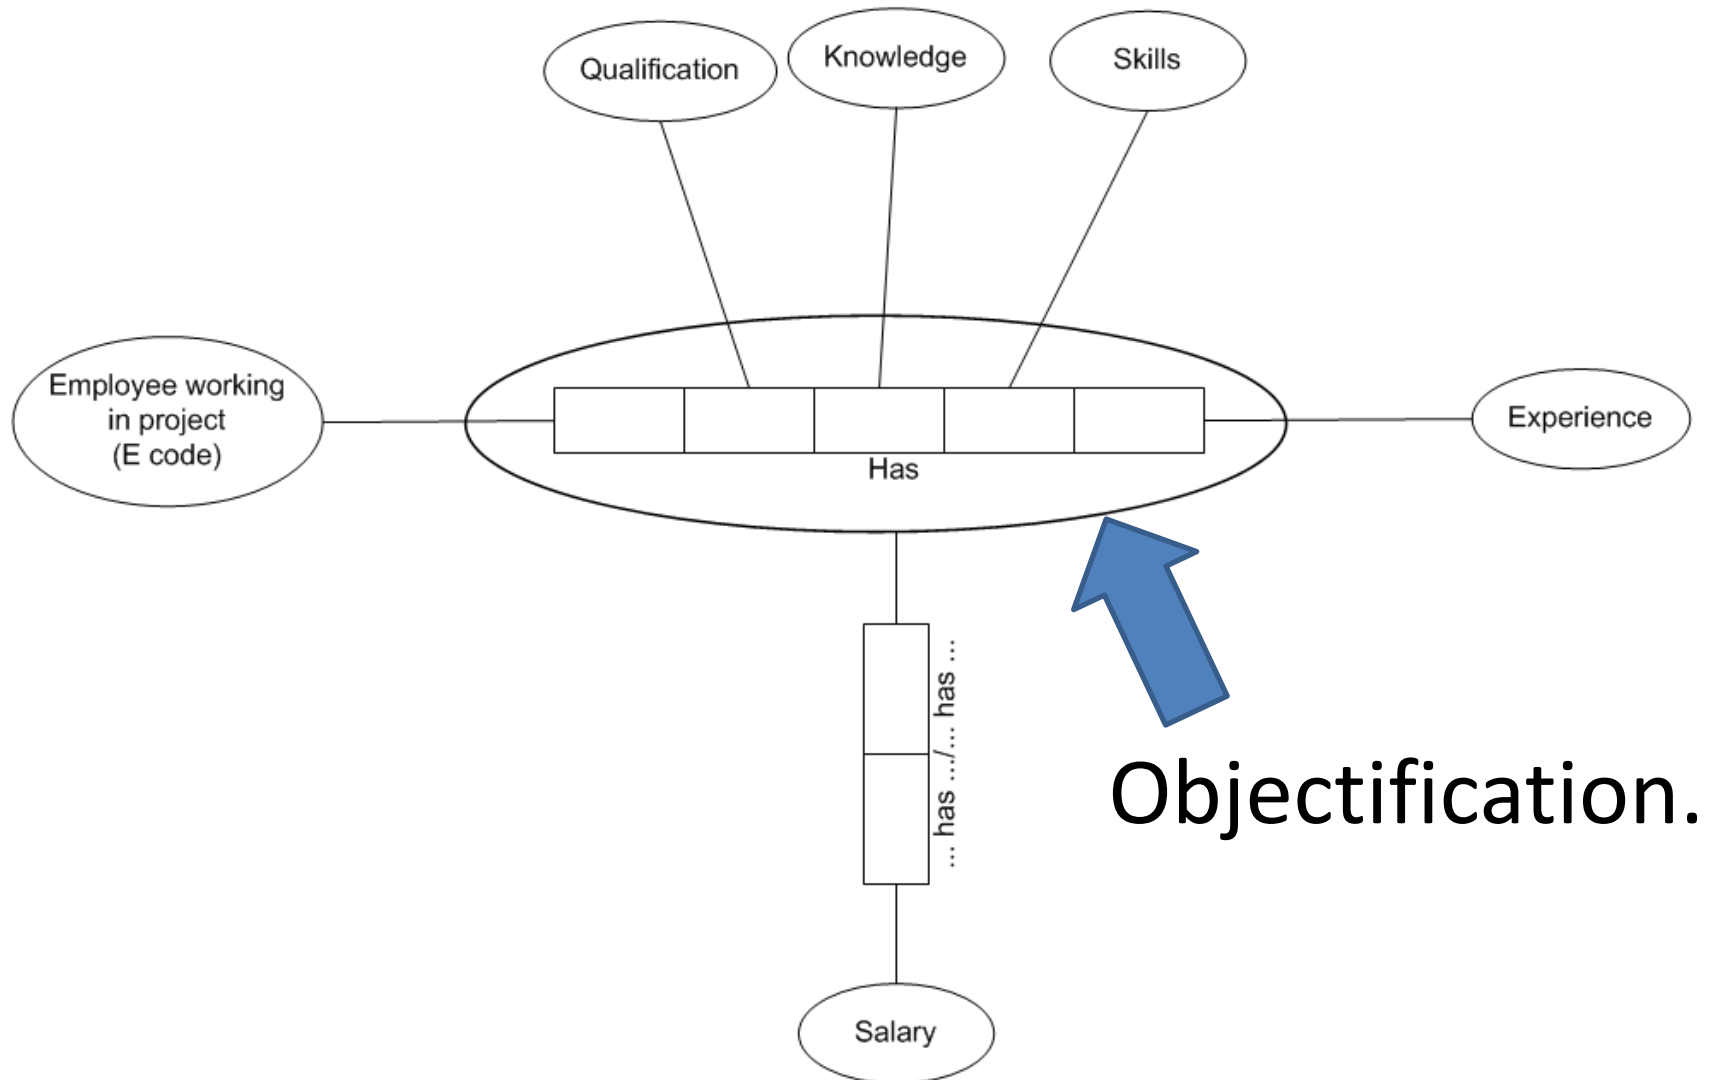 Qualification
Knowledge
Skills
Employee working
in project
(E code)
Experience
Has
... has .../... has ...
Objectification.
Salary